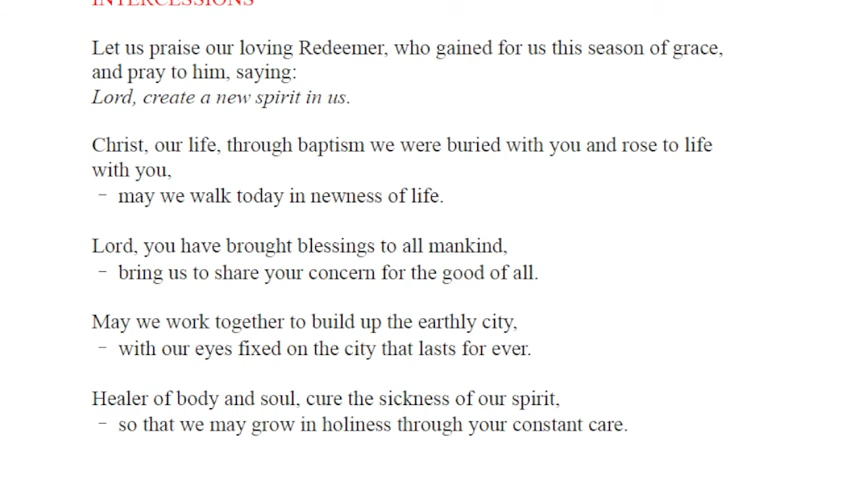 INTERCESSIONS
Let us praise our loving Redeemer, who gained for us this season of grace,
and pray to him, saying:
Lord, create a new spirit in us.
Christ, our life, through baptism we were buried with you and rose to life
with you,
- may we walk today in newness of life.
Lord, you have brought blessings to all mankind,
- bring us to share your concern for the good of all.
May we work together to build up the earthly city,
- with our eyes fixed on the city that lasts for ever.
Healer of body and soul, cure the sickness of our spirit,
- so that we may grow in holiness through your constant care.